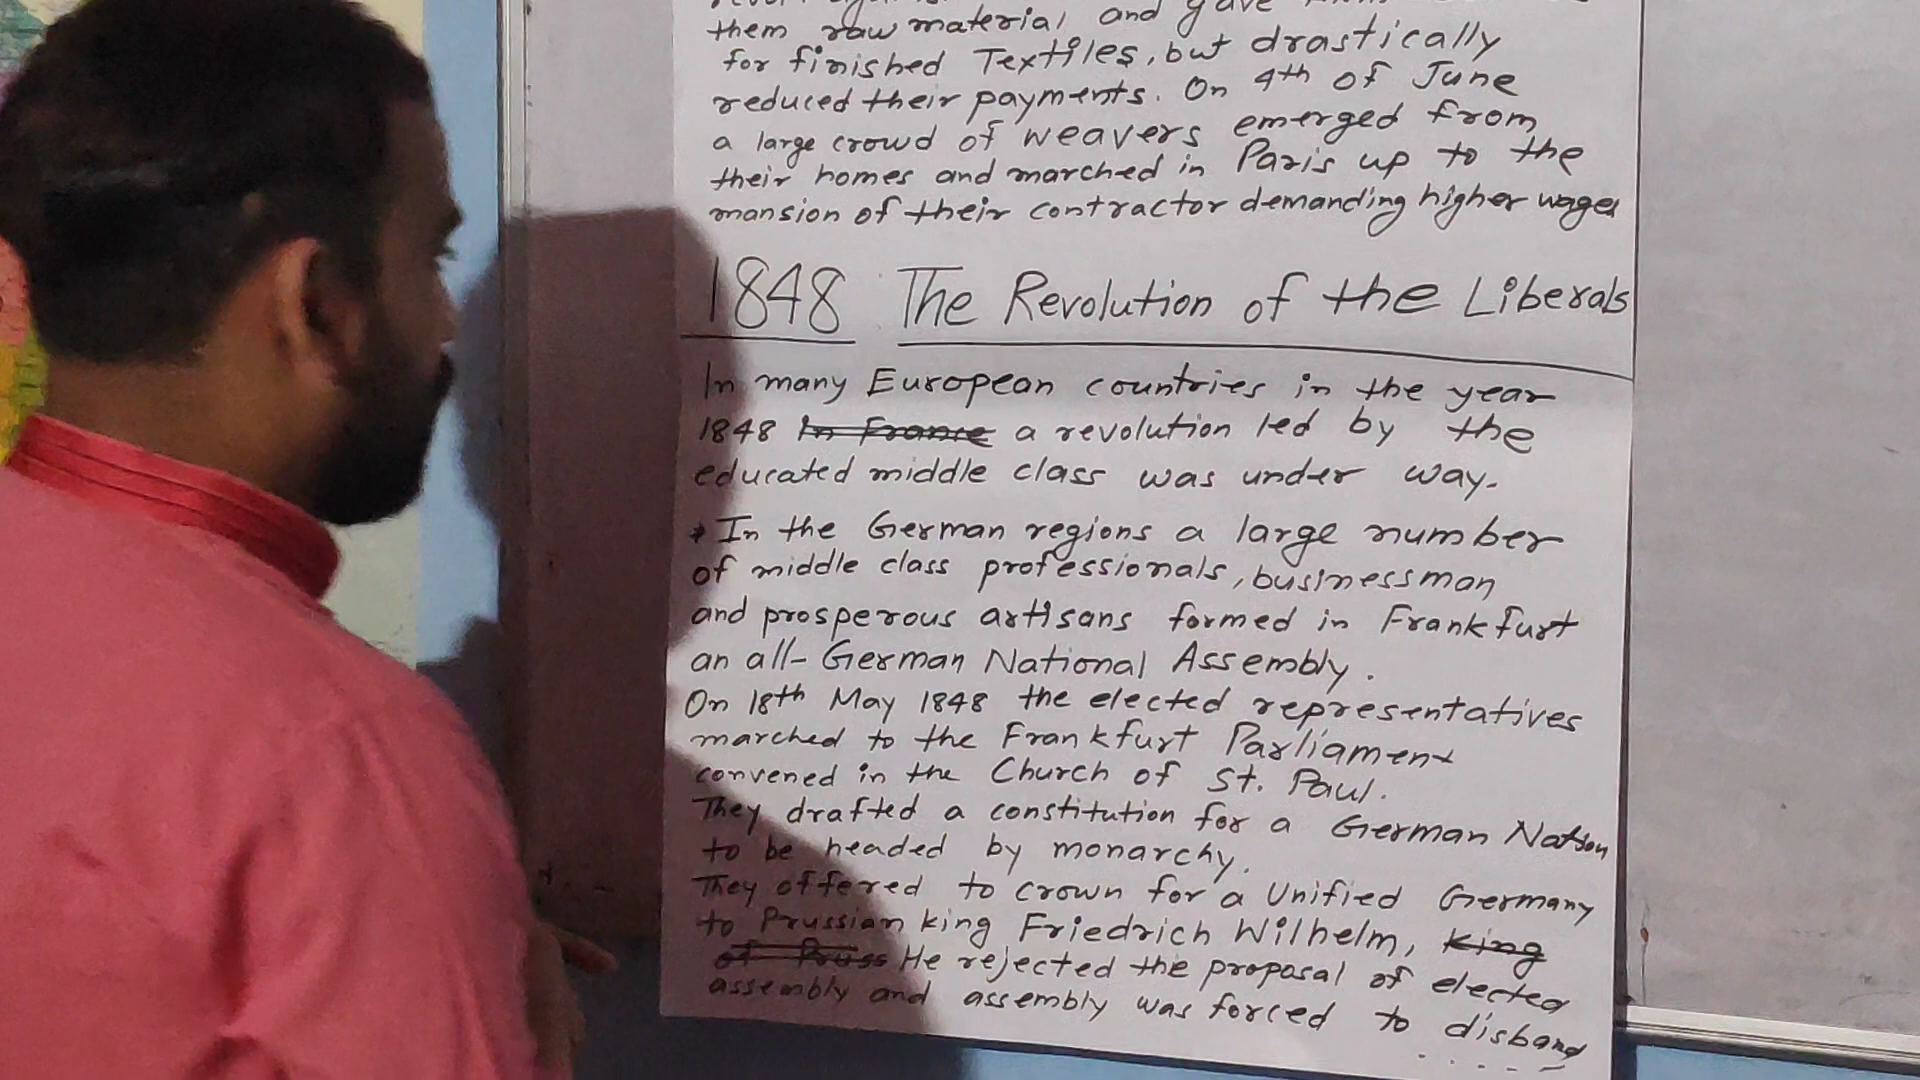 them raw material and gave
for finished Textiles, but drastically
reduced their payments. On 4th of June
a large crowd of weavers emerged from
their homes and marched in Paris up to the
mansion of their contractor demanding higher wages
1848 The Revolution of the Liberals
In many European countries in the year
1848 in France a revolution led by the
educated middle class was under way.
* In the German regions a large number
of middle class professionals, businessman
and prosperous artisans formed in Frankfurt
an all-German National Assembly.
On 18th May 1848 the elected representatives
marched to the Frankfurt Parliament
convened in the Church of St. Paul.
They drafted a constitution for a German Nation
to be headed by monarchy.
They offered to crown for a Unified Germany
to Prussian king Friedrich Wilhelm, King
of Pruss He rejected the proposal of elected
assembly and assembly was forced to disband